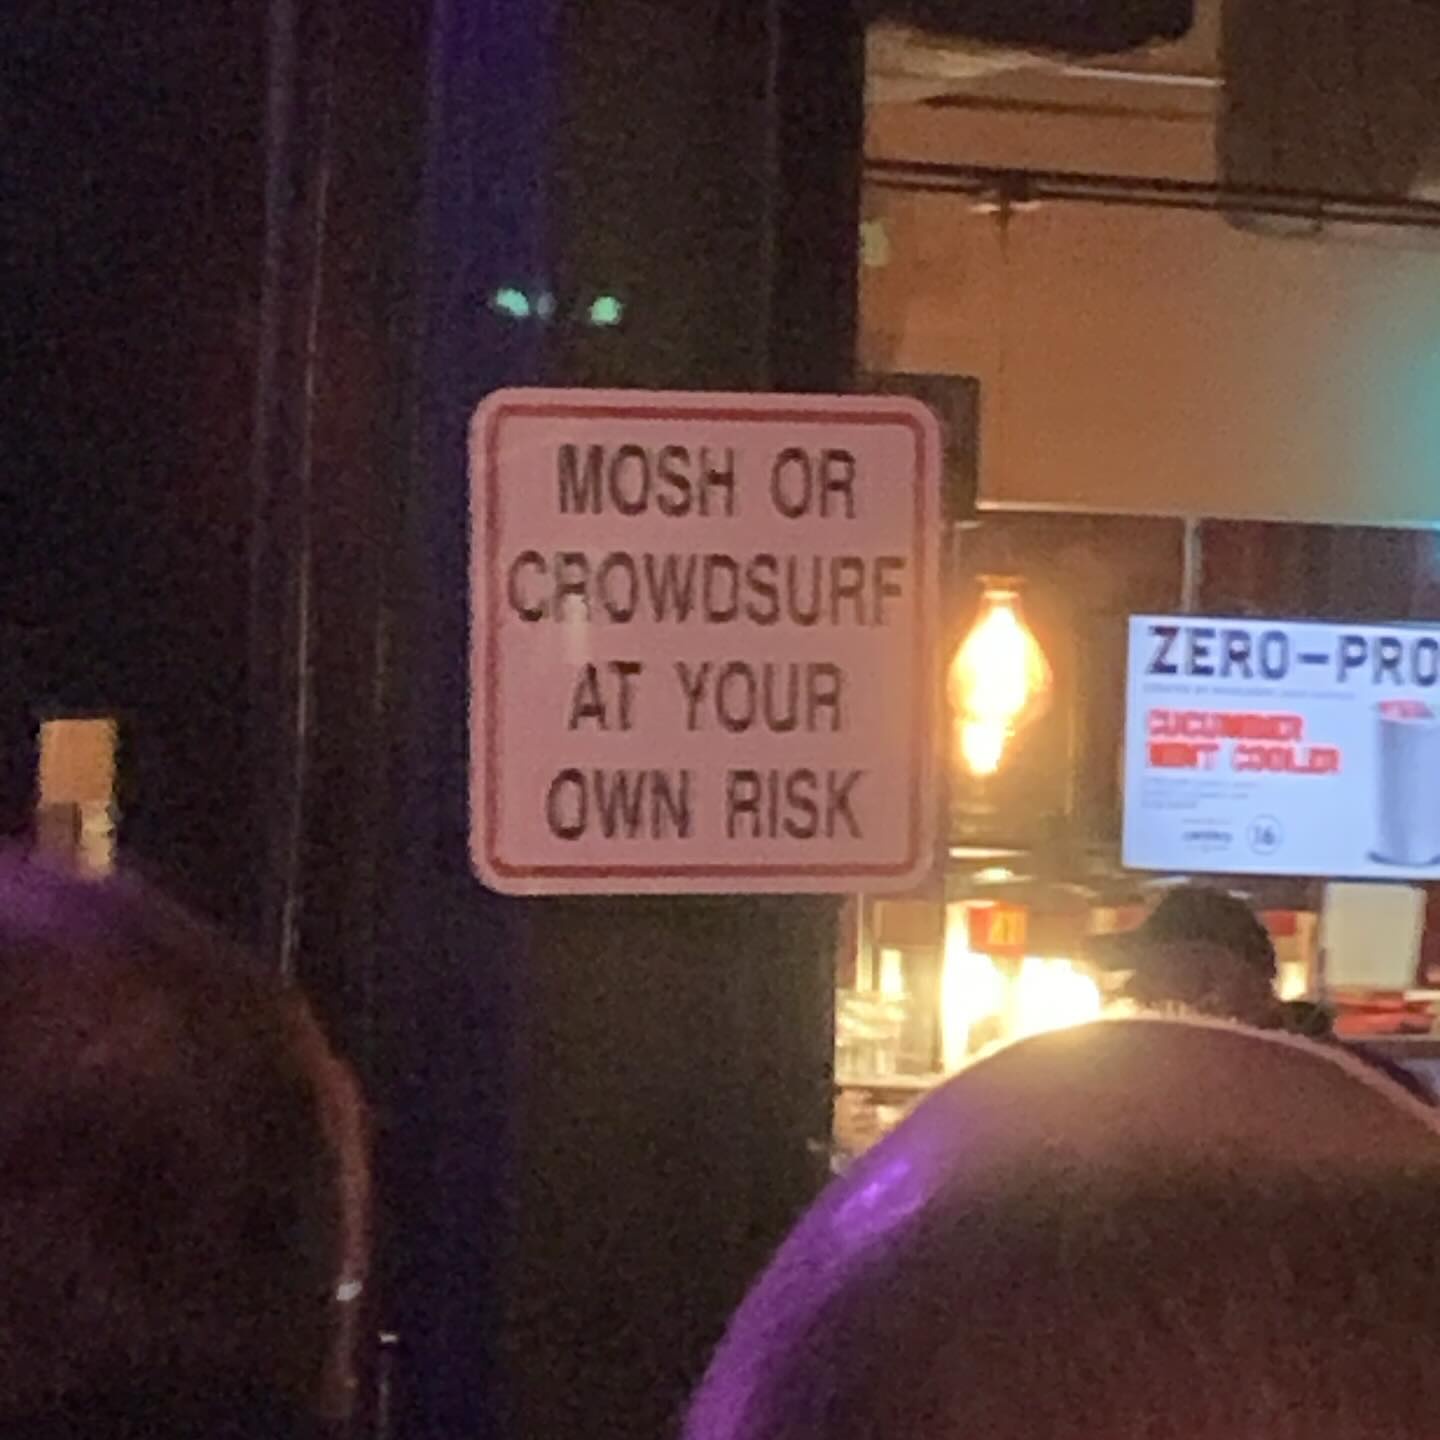 MOSH OR
CROWDSURF
AT YOUR
OWN RISK
ZERO-PRO
CUCUMBER
MINT COOLER
16